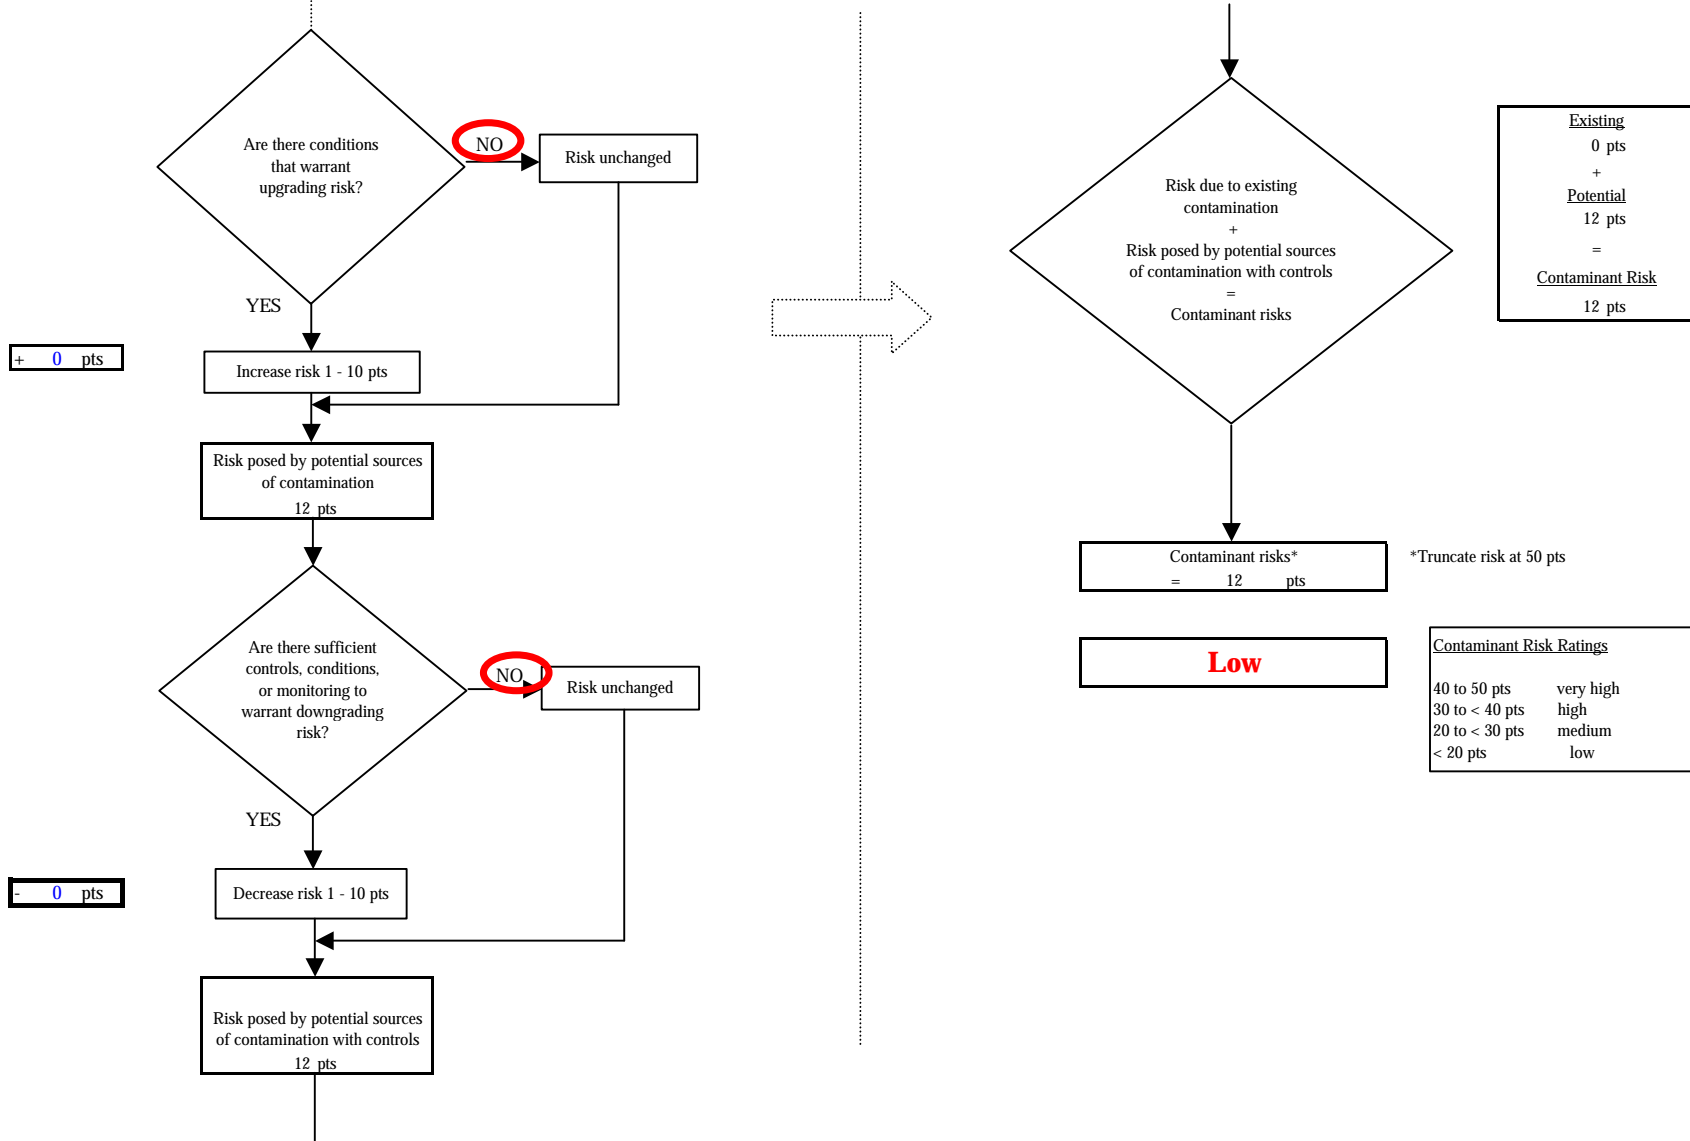 Are there conditions
that warrant
upgrading risk?
NO
Risk unchanged
YES
+ 0 pts
Increase risk 1 - 10 pts
Risk posed by potential sources
of contamination
12 pts
Are there sufficient
controls, conditions,
or monitoring to
warrant downgrading
risk?
NO
Risk unchanged
YES
- 0 pts
Decrease risk 1 - 10 pts
Risk posed by potential sources
of contamination with controls
12 pts
Risk due to existing
contamination
+
Risk posed by potential sources
of contamination with controls
=
Contaminant risks
Existing
0 pts
+
Potential
12 pts
=
Contaminant Risk
12 pts
Contaminant risks*
= 12 pts
*Truncate risk at 50 pts
Low
Contaminant Risk Ratings
40 to 50 pts very high
30 to < 40 pts high
20 to < 30 pts medium
< 20 pts low